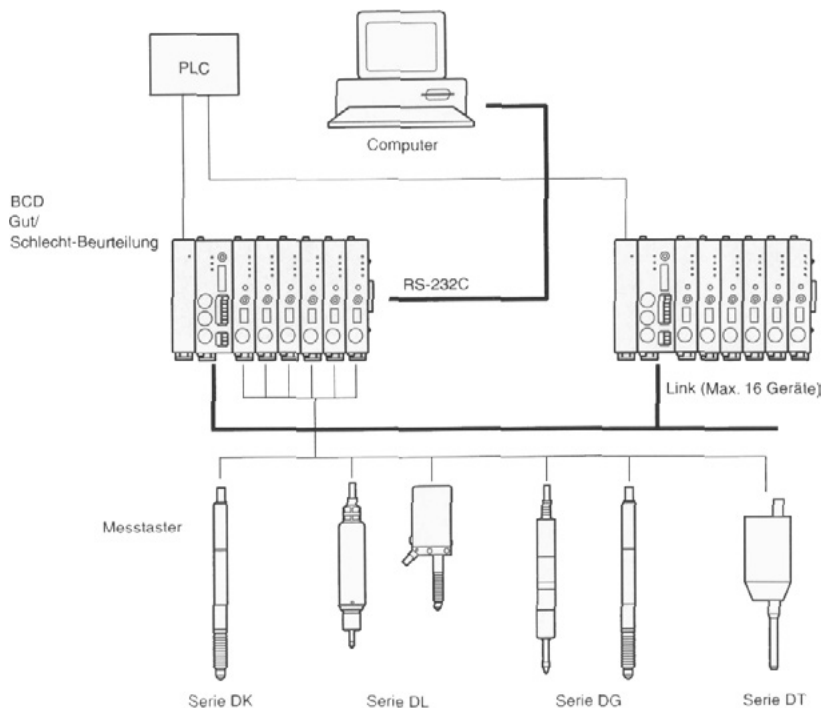 PLC
Computer
BCD
Gut/
Schlecht-Beurteilung
RS-232C
Link (Max. 16 Geräte)
Messtaster
Serie DK
Serie DL
Serie DG
Serie DT